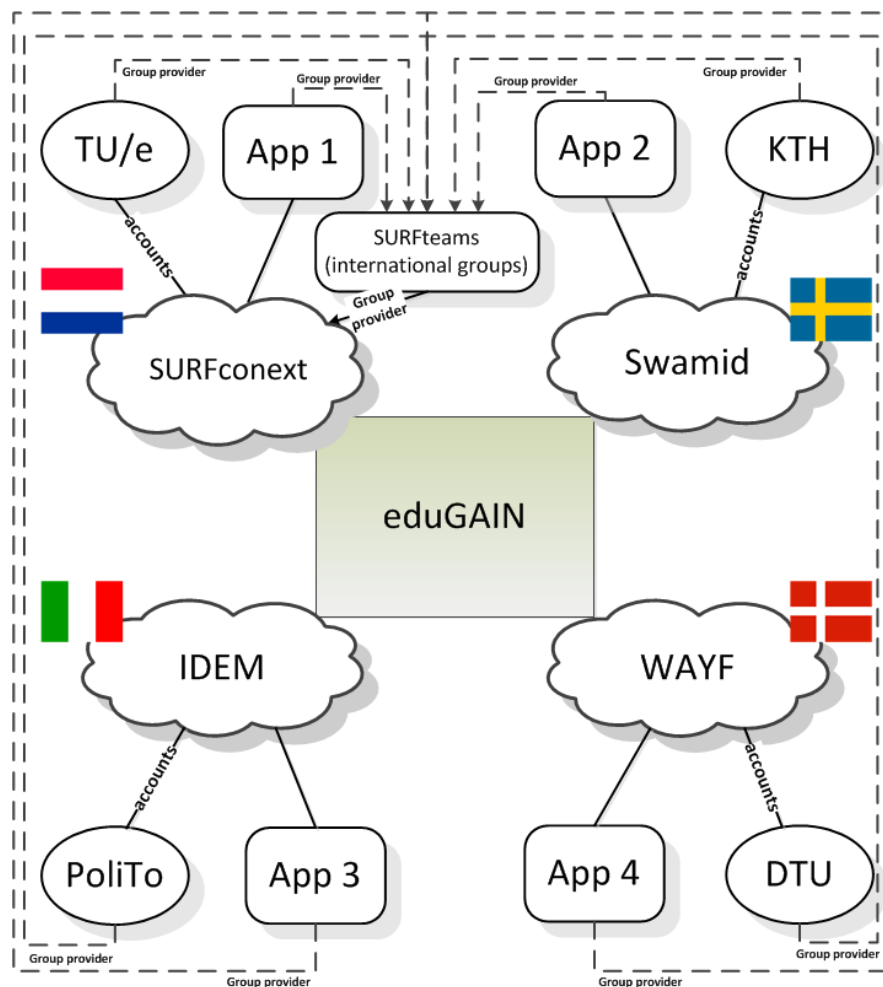 Group provider
Group provider
Group provider
Group provider
TU/e
App 1
App 2
KTH
SURFteams
(international groups)
accounts
accounts
Group
provider
SURFconext
Swamid
eduGAIN
IDEM
WAYF
accounts
accounts
PoliTo
App 3
App 4
DTU
Group provider
Group provider
Group provider
Group provider